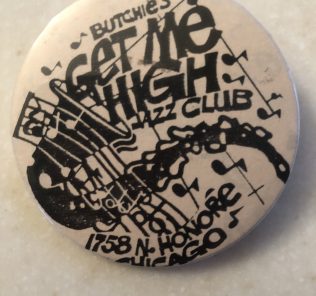 BUTCHIE'S
GET ME
HIGH
JAZZ CLUB
1758 N. HONORE
CHICAGO